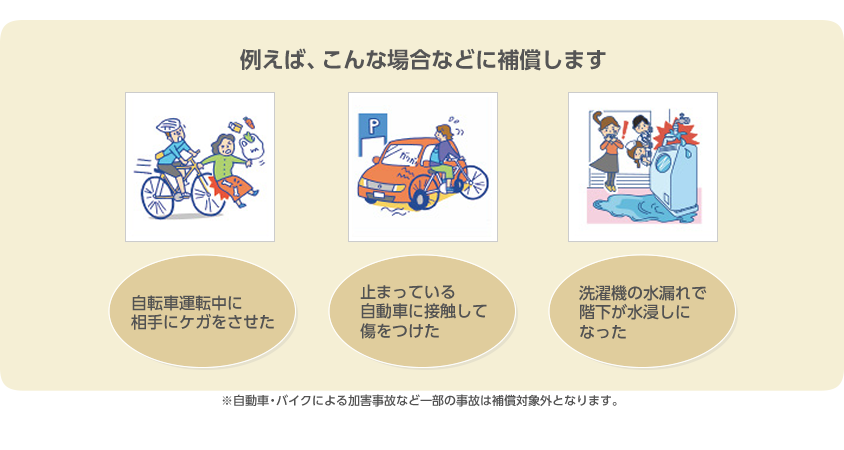 例えば、こんな場合などに補償します
P
!
自転車運転中に
相手にケガをさせた
止まっている
自動車に接触して
傷をつけた
洗濯機の水漏れで
階下が水浸しに
なった
※自動車・バイクによる加害事故など一部の事故は補償対象外となります。